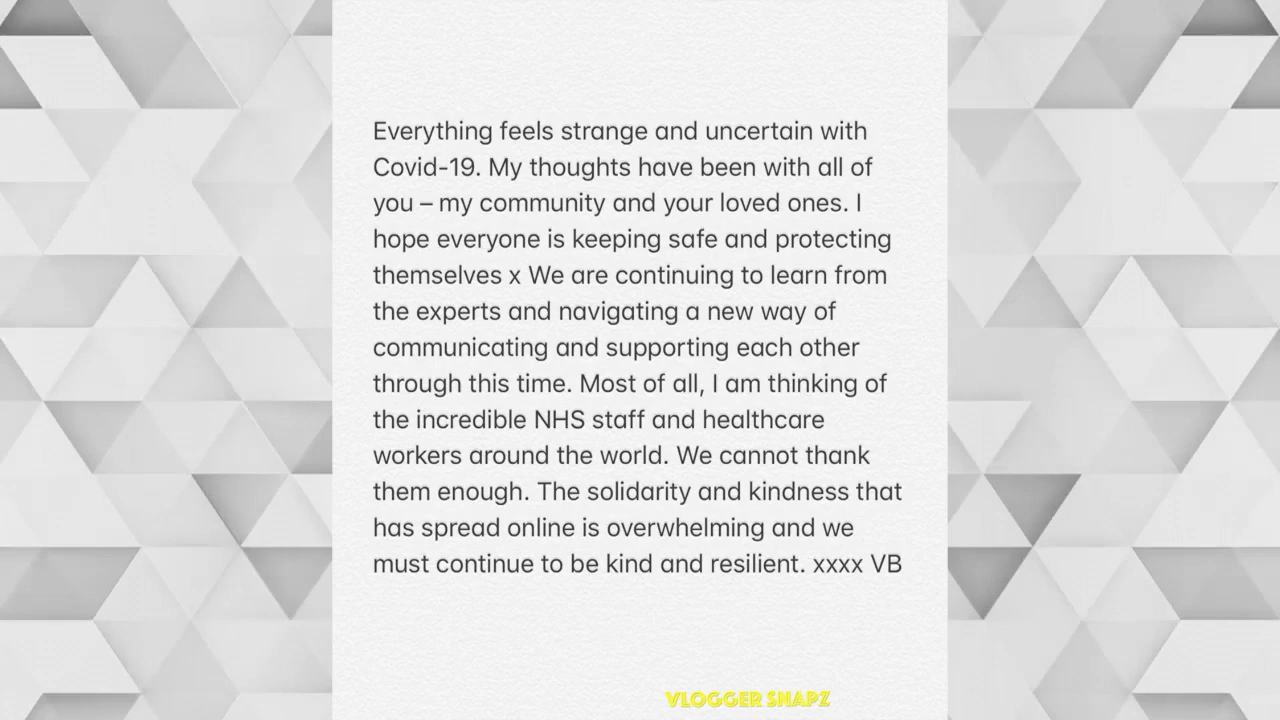 Everything feels strange and uncertain with
Covid-19. My thoughts have been with all of
you – my community and your loved ones. I
hope everyone is keeping safe and protecting
themselves x We are continuing to learn from
the experts and navigating a new way of
communicating and supporting each other
through this time. Most of all, I am thinking of
the incredible NHS staff and healthcare
workers around the world. We cannot thank
them enough. The solidarity and kindness that
has spread online is overwhelming and we
must continue to be kind and resilient. xxxx VB
VLOGGER SNAPZ